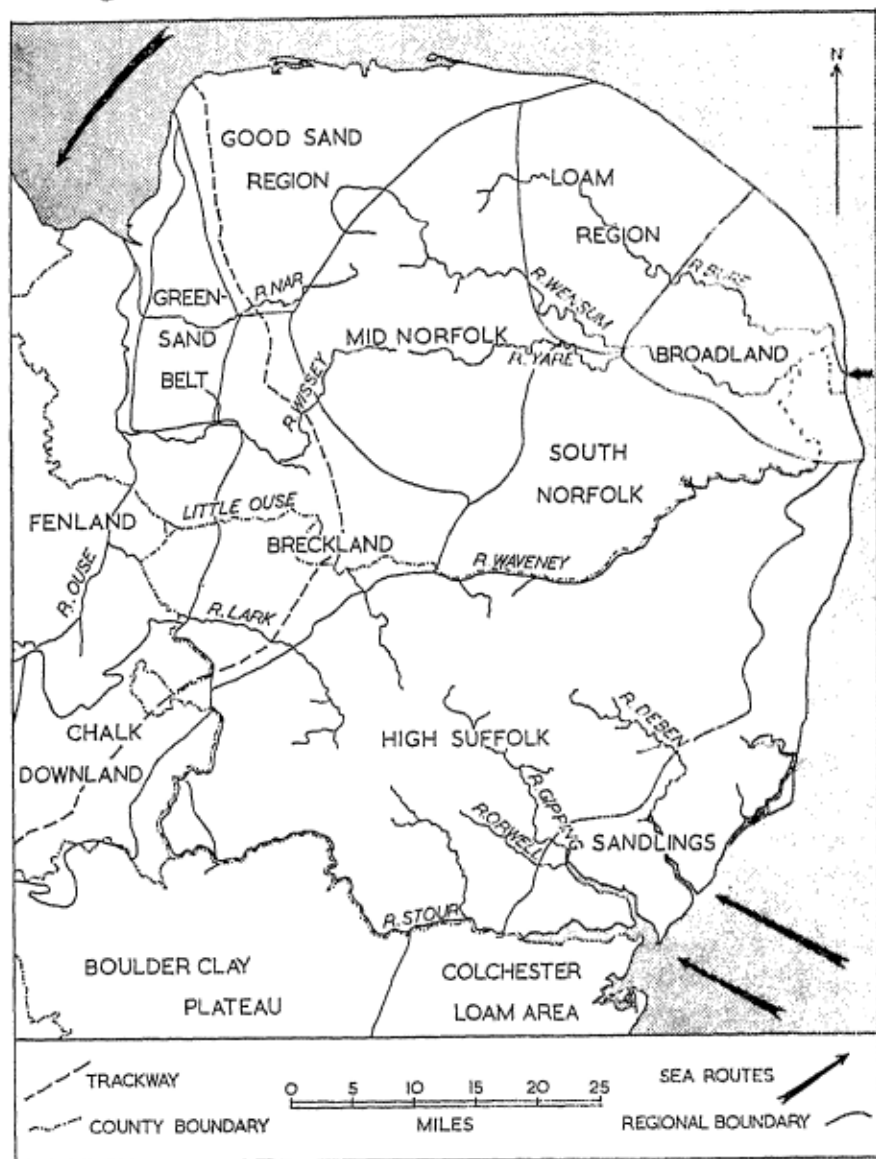 N
GOOD SAND
REGION
LOAM
REGION
R. BURE
GREEN-
SAND
BELT
R. NAR
R. WENSUM
MID NORFOLK
R. YARE
BROADLAND
R. WISSEY
SOUTH
NORFOLK
FENLAND
LITTLE OUSE
BRECKLAND
R. WAVENEY
R. OUSE
R. LARK
CHALK
DOWNLAND
HIGH SUFFOLK
R. DEBEN
R. GIPPING
R. ORWELL
SANDLINGS
R. STOUR
BOULDER CLAY
PLATEAU
COLCHESTER
LOAM AREA
TRACKWAY
COUNTY BOUNDARY
0 5 10 15 20 25
MILES
SEA ROUTES
REGIONAL BOUNDARY